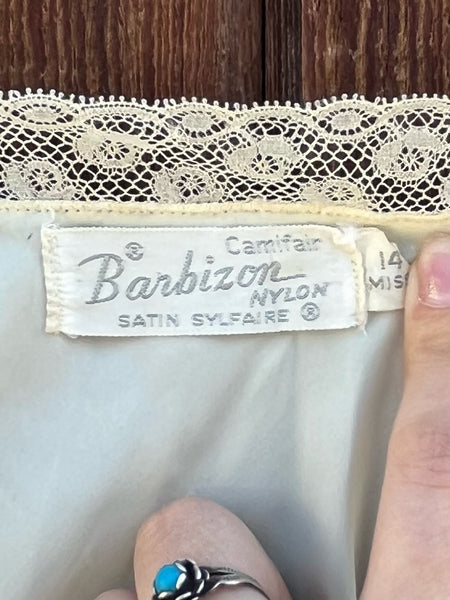 ® Camifair
Barbizon
NYLON
SATIN SYLFAIRE ®
14